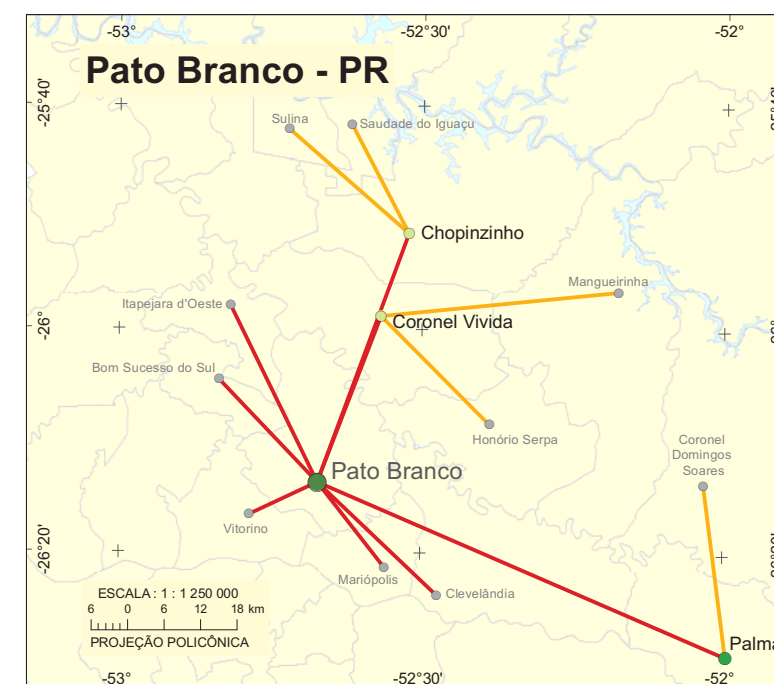 -53°
-52°30'
-52°
Pato Branco - PR
-25°40'
Sulina
Saudade do Iguaçu
Chopinzinho
Mangueirinha
Itapejara d'Oeste
-26°
Coronel Vivida
Bom Sucesso do Sul
Honório Serpa
Coronel
Domingos
Soares
Pato Branco
Vitorino
-26°20'
Mariópolis
Clevelândia
ESCALA : 1 : 1 250 000
6 0 6 12 18 km
PROJEÇÃO POLICÔNICA
Palma
-53°
-52°30'
-52°